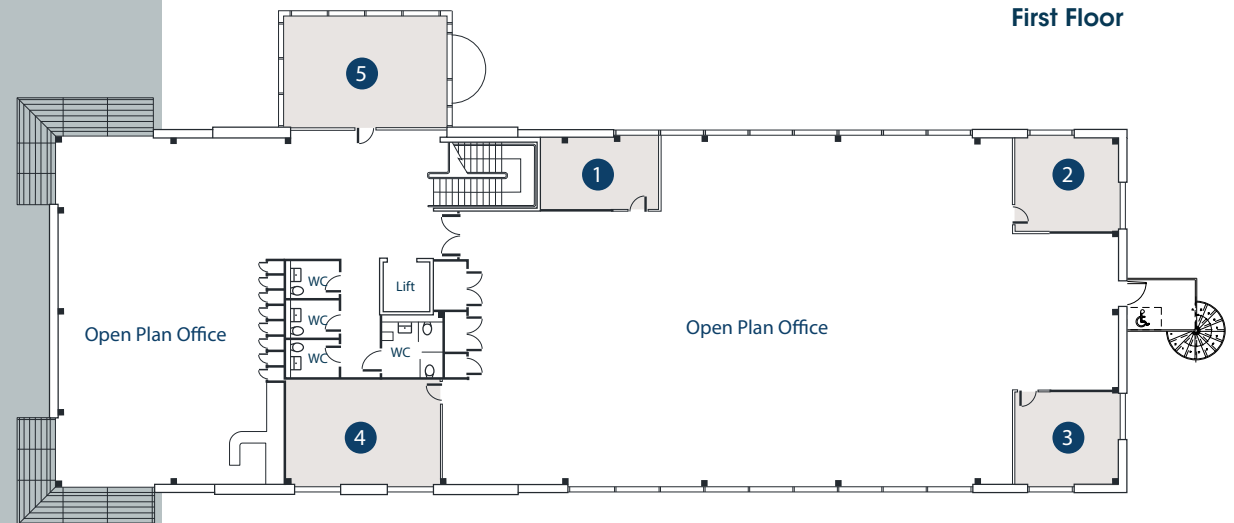 First Floor
5
1
2
WC
Lift
WC
Open Plan Office
Open Plan Office
WC
WC
4
3